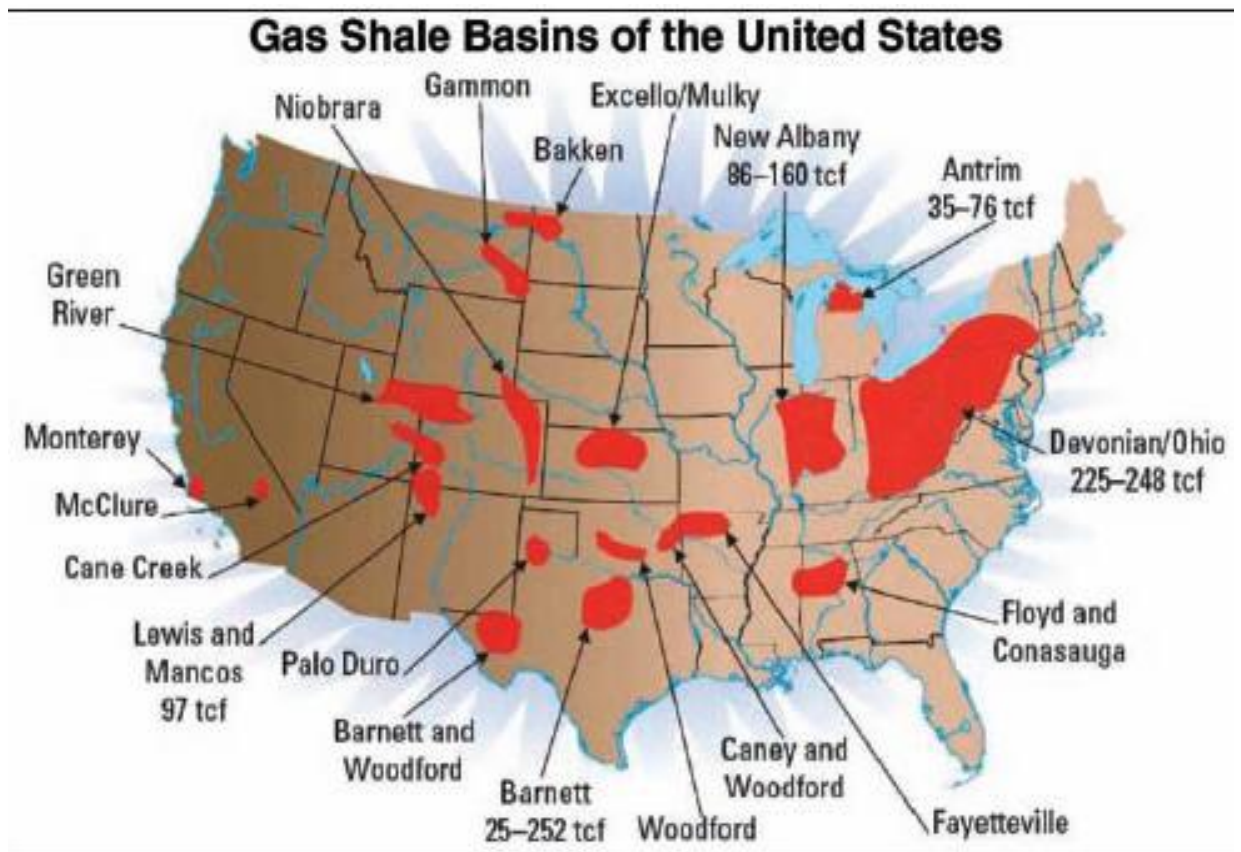 Gas Shale Basins of the United States
Niobrara
Gammon
Bakken
Excello/Mulky
New Albany
86–160 tcf
Antrim
35–76 tcf
Green
River
Monterey
McClure
Cane Creek
Lewis and
Mancos
97 tcf
Palo Duro
Barnett and
Woodford
Barnett
25–252 tcf
Woodford
Caney and
Woodford
Fayetteville
Floyd and
Conasauga
Devonian/Ohio
225–248 tcf